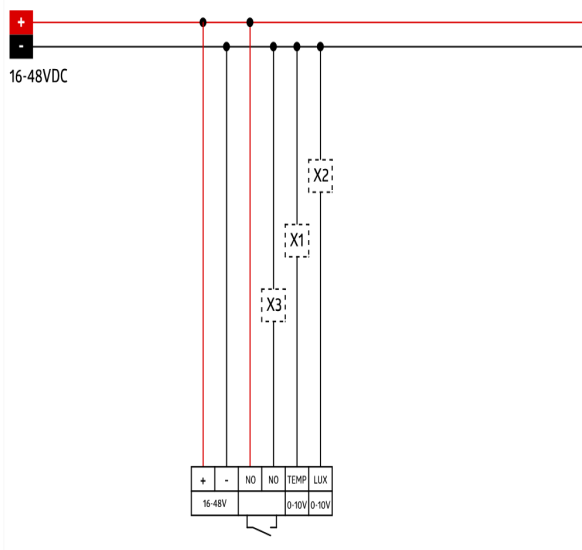 +
-
16-48VDC
X2
X1
X3
+ - NO NO TEMP LUX
16-48V 0-10V 0-10V